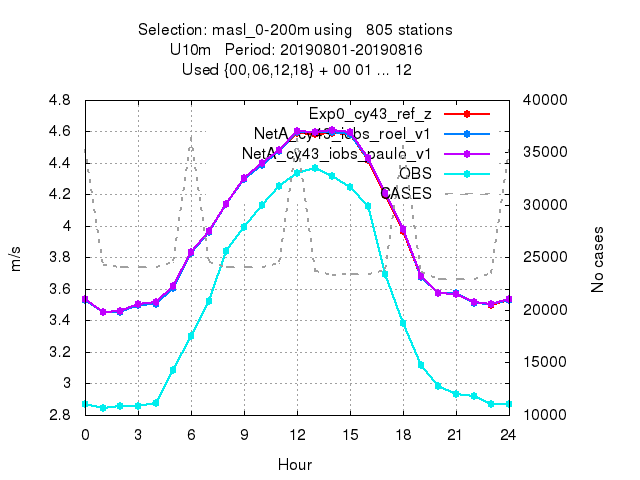 Selection: masl_0-200m using   805 stations
U10m   Period: 20190801-20190816
Used {00,06,12,18} + 00 01 ... 12
4.8
4.6
4.4
4.2
4
3.8
3.6
3.4
3.2
3
2.8
m/s
Exp0_cy43_ref_z
NetA_cy43_iobs_roel_v1
NetA_cy43_iobs_paulo_v1
OBS
CASES
40000
35000
30000
25000
20000
15000
10000
No cases
0 3 6 9 12 15 18 21 24
Hour